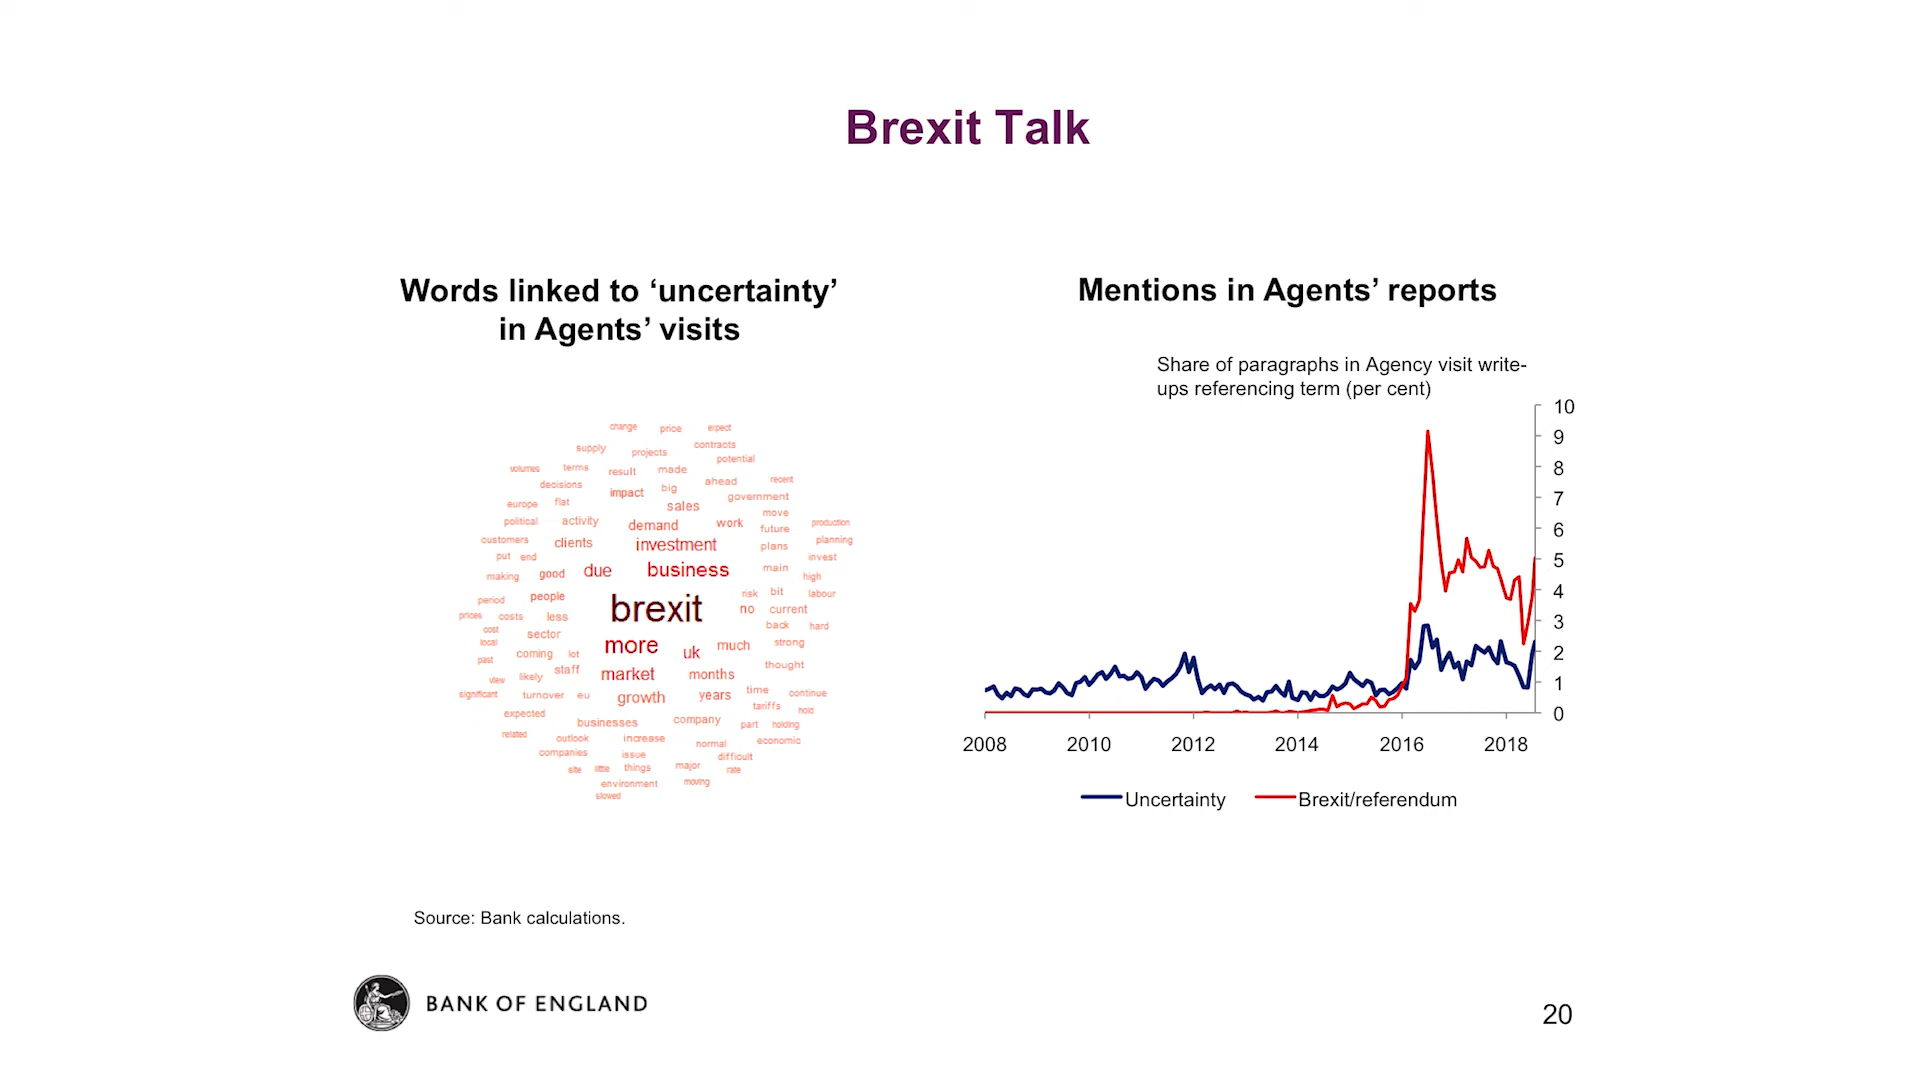 Brexit Talk
Words linked to ‘uncertainty’
in Agents’ visits
change price expect
supply projects contracts
potential
volumes terms result made
decisions impact big ahead recent
europe flat sales government
political activity demand work move
future production
customers clients investment plans planning
put end invest
making good due business main high
people risk bit labour
period brexit no current
prices costs less
cost sector back hard
local more uk much strong
past coming lot
staff market months thought
view likely
significant turnover eu growth years time continue
tariffs hold
expected businesses company part holding
related outlook increase normal economic
companies issue difficult
site little things major rate
environment moving
slowed
Mentions in Agents’ reports
Share of paragraphs in Agency visit write-
ups referencing term (per cent)
10
9
8
7
6
5
4
3
2
1
0
2008 2010 2012 2014 2016 2018
Uncertainty Brexit/referendum
Source: Bank calculations.
BANK OF ENGLAND
20